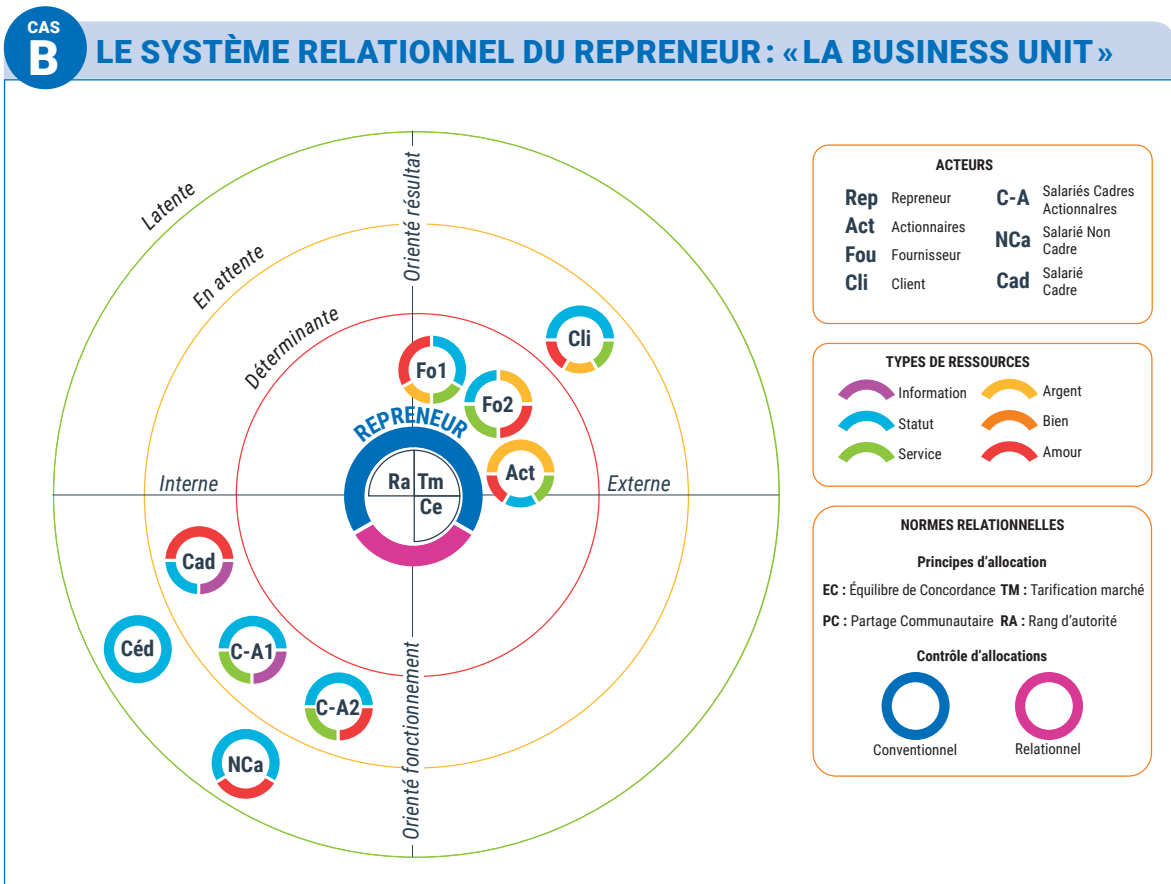 CAS
B
LE SYSTÈME RELATIONNEL DU REPRENEUR : « LA BUSINESS UNIT »
Latente
En attente
Déterminante
Orienté résultat
Cli
Fo1
Fo2
REPRENEUR
Act
Ra
Tm
Ce
Interne
Externe
Cad
Céd
C-A1
C-A2
NCa
Orienté fonctionnement
ACTEURS
Rep Repreneur
Act Actionnaires
Fou Fournisseur
Cli Client
C-A Salariés Cadres
Actionnalres
NCa Salarié Non
Cadre
Cad Salarié
Cadre
TYPES DE RESSOURCES
Information
Argent
Statut
Bien
Service
Amour
NORMES RELATIONNELLES
Principes d'allocation
EC : Équilibre de Concordance TM : Tarification marché
PC : Partage Communautaire RA : Rang d'autorité
Contrôle d'allocations
Conventionnel
Relationnel